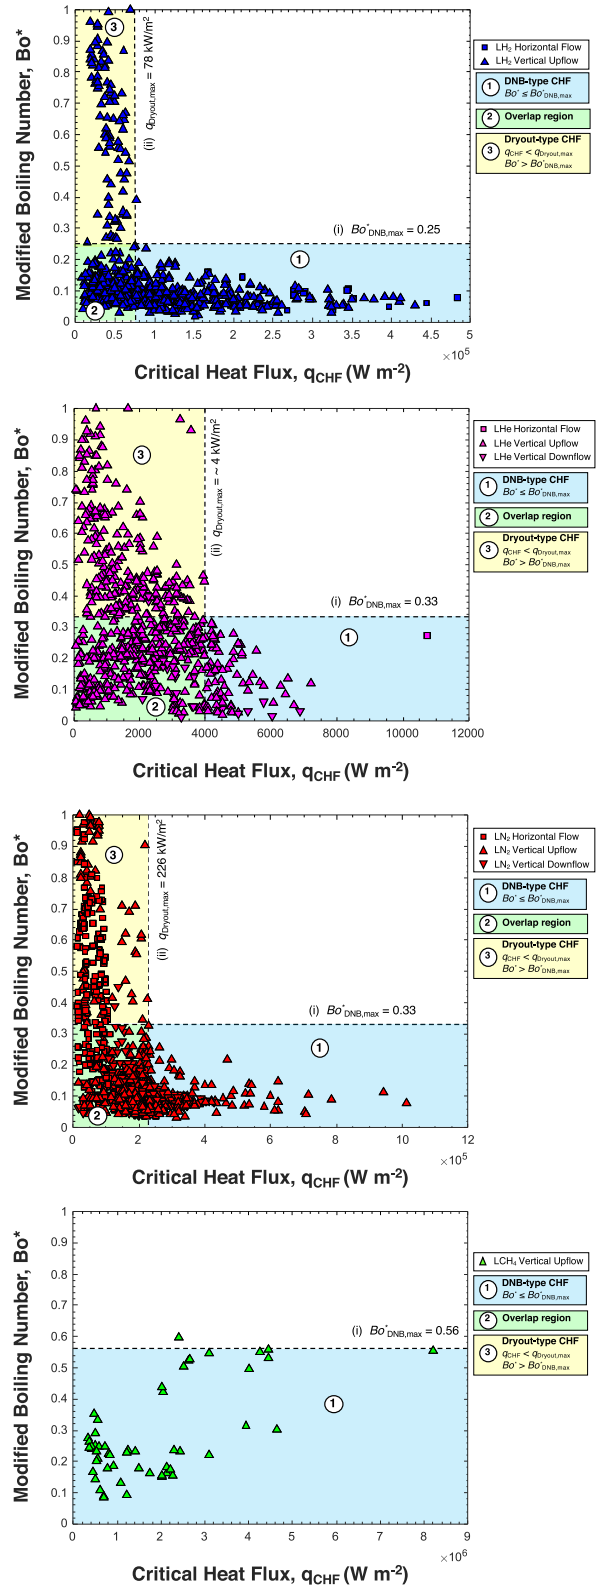 Modified Boiling Number, Bo*
1
0.9
0.8
0.7
0.6
0.5
0.4
0.3
0.2
0.1
0
3
(ii) qDryout,max = 78 kW/m²
(i) Bo*DNB,max = 0.25
1
2
0 0.5 1 1.5 2 2.5 3 3.5 4 4.5 5
×10⁵
Critical Heat Flux, qCHF (W m⁻²)
LH₂ Horizontal Flow
LH₂ Vertical Upflow
1 DNB-type CHF
Bo* ≤ Bo*DNB,max
2 Overlap region
Dryout-type CHF
3 qCHF < qDryout,max
Bo* > Bo*DNB,max
Modified Boiling Number, Bo*
1
0.9
0.8
0.7
0.6
0.5
0.4
0.3
0.2
0.1
0
3
(ii) qDryout,max = ~ 4 kW/m²
(i) Bo*DNB,max = 0.33
1
2
0 2000 4000 6000 8000 10000 12000
Critical Heat Flux, qCHF (W m⁻²)
LHe Horizontal Flow
LHe Vertical Upflow
LHe Vertical Downflow
1 DNB-type CHF
Bo* ≤ Bo*DNB,max
2 Overlap region
Dryout-type CHF
3 qCHF < qDryout,max
Bo* > Bo*DNB,max
Modified Boiling Number, Bo*
1
0.9
0.8
0.7
0.6
0.5
0.4
0.3
0.2
0.1
0
3
(ii) qDryout,max = 226 kW/m²
(i) Bo*DNB,max = 0.33
1
2
0 2 4 6 8 10 12
×10⁵
Critical Heat Flux, qCHF (W m⁻²)
LN₂ Horizontal Flow
LN₂ Vertical Upflow
LN₂ Vertical Downflow
1 DNB-type CHF
Bo* ≤ Bo*DNB,max
2 Overlap region
Dryout-type CHF
3 qCHF < qDryout,max
Bo* > Bo*DNB,max
Modified Boiling Number, Bo*
1
0.9
0.8
0.7
0.6
0.5
0.4
0.3
0.2
0.1
0
(i) Bo*DNB,max = 0.56
1
0 1 2 3 4 5 6 7 8 9
×10⁶
Critical Heat Flux, qCHF (W m⁻²)
LCH₄ Vertical Upflow
1 DNB-type CHF
Bo* ≤ Bo*DNB,max
2 Overlap region
Dryout-type CHF
3 qCHF < qDryout,max
Bo* > Bo*DNB,max